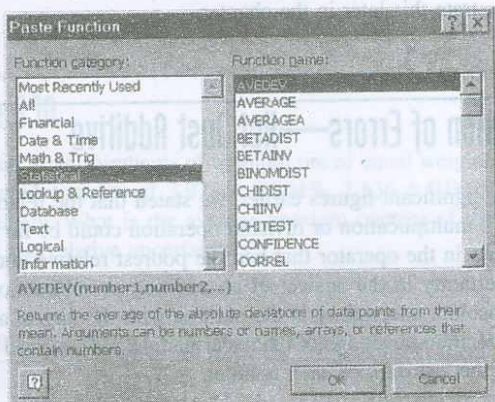 Paste Function
? X
Function category:
Function name:
Most Recently Used
All
Financial
Date & Time
Math & Trig
Statistical
Lookup & Reference
Database
Text
Logical
Information
AVEDEV
AVERAGE
AVERAGEA
BETADIST
BETAINV
BINOMDIST
CHIDIST
CHIINV
CHITEST
CONFIDENCE
CORREL
AVEDEV(number1,number2,...)
Returns the average of the absolute deviations of data points from their
mean. Arguments can be numbers or names, arrays, or references that
contain numbers.
?
OK
Cancel